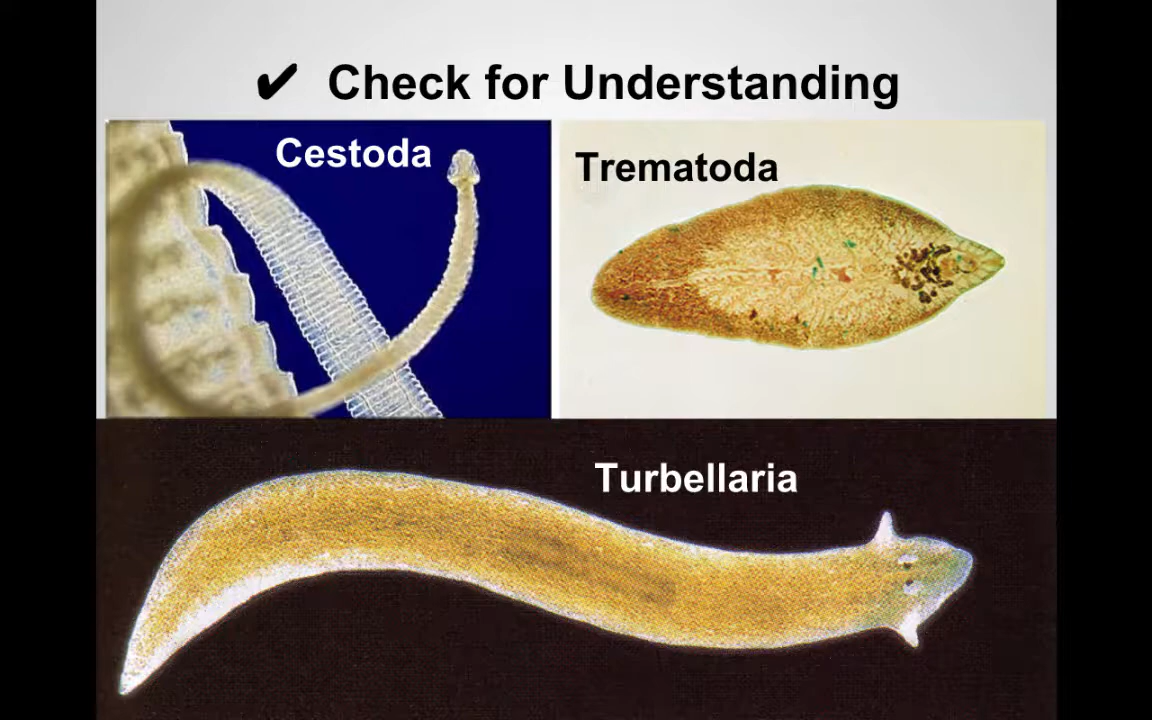 ✔ Check for Understanding
Cestoda
Trematoda
Turbellaria